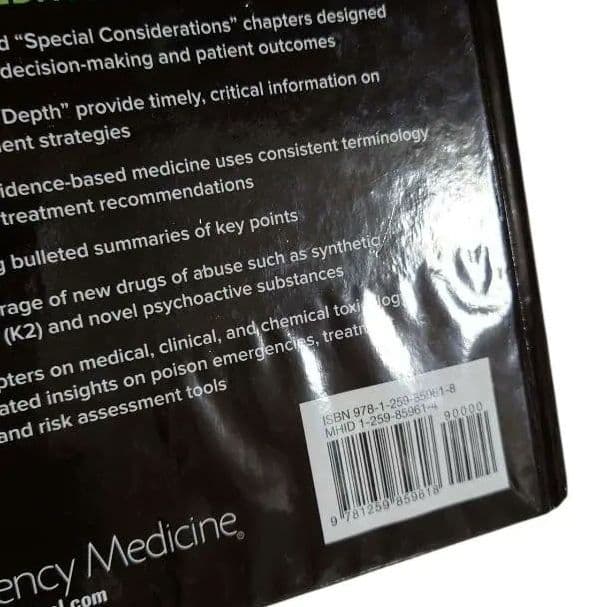 d “Special Considerations” chapters designed
decision-making and patient outcomes
Depth” provide timely, critical information on
ent strategies
idence-based medicine uses consistent terminology
treatment recommendations
g bulleted summaries of key points
rage of new drugs of abuse such as synthetic
(K2) and novel psychoactive substances
pters on medical, clinical, and chemical toxicolog
ated insights on poison emergencies, treatm
and risk assessment tools
ISBN 978-1-259-85961-8
MHID 1-259-85961-4
90000
9 781259 859618
ency Medicine®
al.com